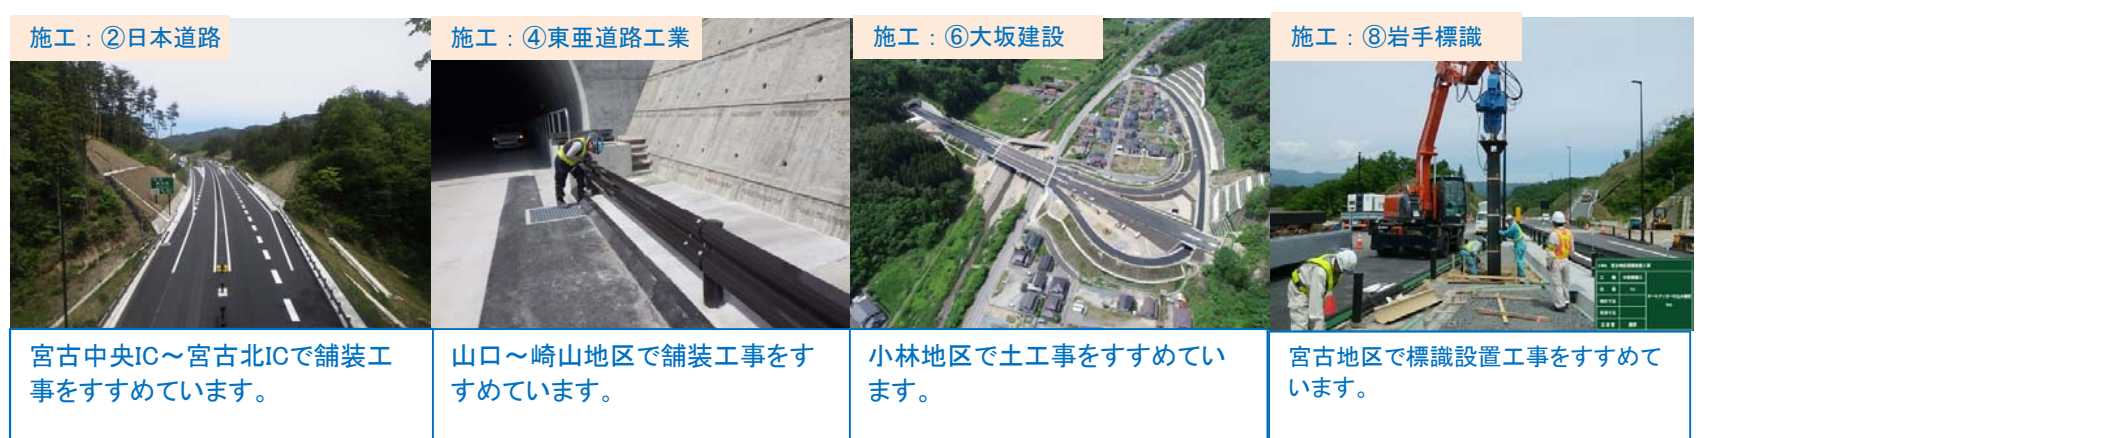 施工：②日本道路
施工：④東亜道路工業
施工：⑥大坂建設
施工：⑧岩手標識
宮古中央IC～宮古北ICで舗装工
事をすすめています。
山口～崎山地区で舗装工事をす
すめています。
小林地区で土工事をすすめてい
ます。
宮古地区で標識設置工事をすすめて
います。